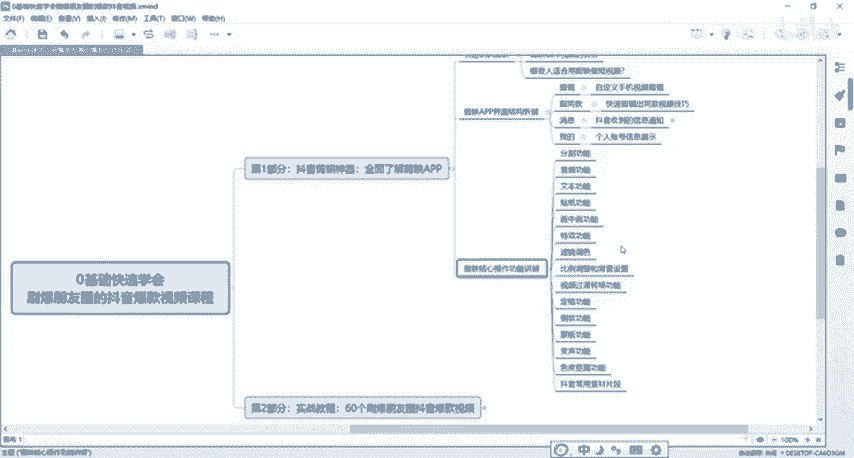 0基础快速学会刷爆朋友圈的爆款抖音视频.xmind
文件(F) 编辑(E) 查看(V) 插入(I) 修改(M) 工具(T) 窗口(W) 帮助(H)
哪些人适合用剪映做短视频？
剪映APP界面结构拆解
剪辑
自定义手机视频剪辑
剪同款
快速剪辑出同款视频技巧
消息
抖音收到的信息通知
我的
个人账号信息展示
第1部分：抖音剪辑神器：全面了解剪映APP
剪映核心操作功能讲解
分割功能
音频功能
文本功能
贴纸功能
画中画功能
特效功能
滤镜调色
比例调整和背景设置
视频过渡转场功能
定格功能
倒放功能
蒙版功能
变声功能
色度抠图功能
抖音常用素材片段
0基础快速学会
刷爆朋友圈的抖音爆款视频课程
第2部分：实战教程：60个刷爆朋友圈抖音爆款视频
100%
主题 ("剪映核心操作功能讲解")
中